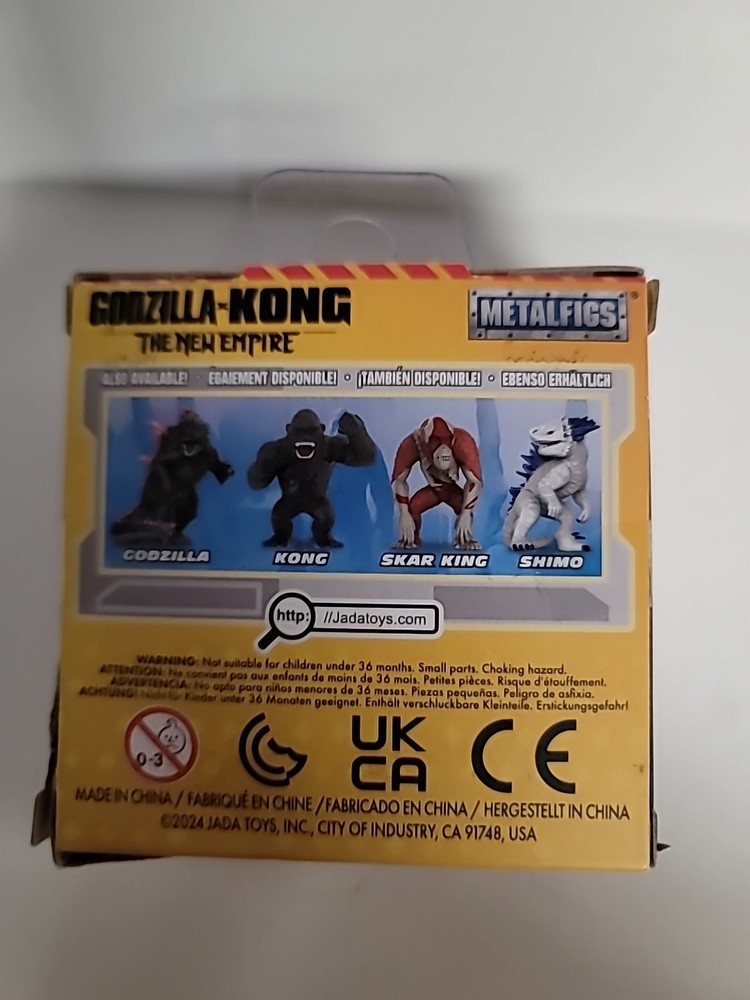 GODZILLA-KONG
THE NEW EMPIRE
METALFIGS
ALSO AVAILABLE! • ÉGALEMENT DISPONIBLE! • ¡TAMBIÉN DISPONIBLE! • EBENSO ERHÄLTLICH
GODZILLA KONG SKAR KING SHIMO
http: //Jadatoys.com
WARNING: Not suitable for children under 36 months. Small parts. Choking hazard.
ATTENTION: Ne convient pas aux enfants de moins de 36 mois. Petites pièces. Risque d'étouffement.
ADVERTENCIA: No apto para niños menores de 36 meses. Piezas pequeñas. Peligro de asfixia.
ACHTUNG! Nicht für Kinder unter 36 Monaten geeignet. Enthält verschluckbare Kleinteile. Erstickungsgefahr!
0-3
UK
CA
CE
MADE IN CHINA / FABRIQUÉ EN CHINE / FABRICADO EN CHINA / HERGESTELLT IN CHINA
©2024 JADA TOYS, INC., CITY OF INDUSTRY, CA 91748, USA